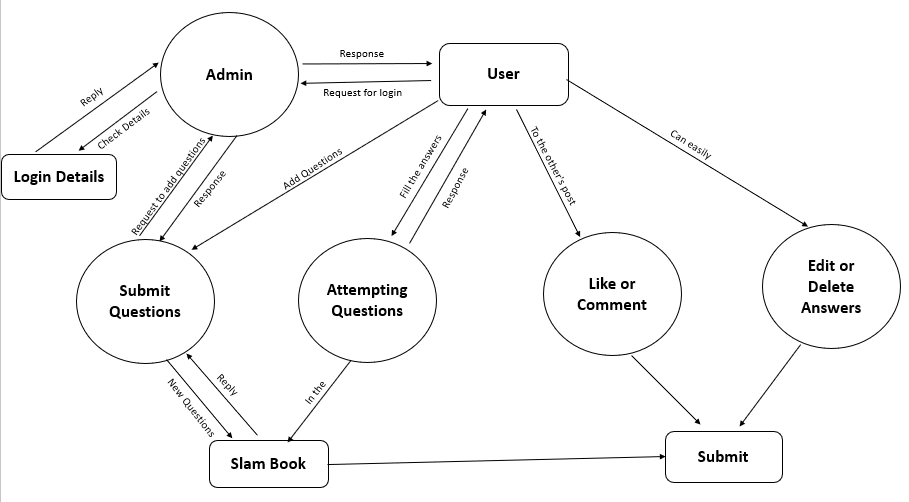 Response
Admin
User
Request for login
Reply
Check Details
Can easily
To the other's post
Fill the answers
Add Questions
Request to add questions
Response
Response
Login Details
Submit
Questions
Attempting
Questions
Like or
Comment
Edit or
Delete
Answers
New Questions
Reply
In the
Slam Book
Submit